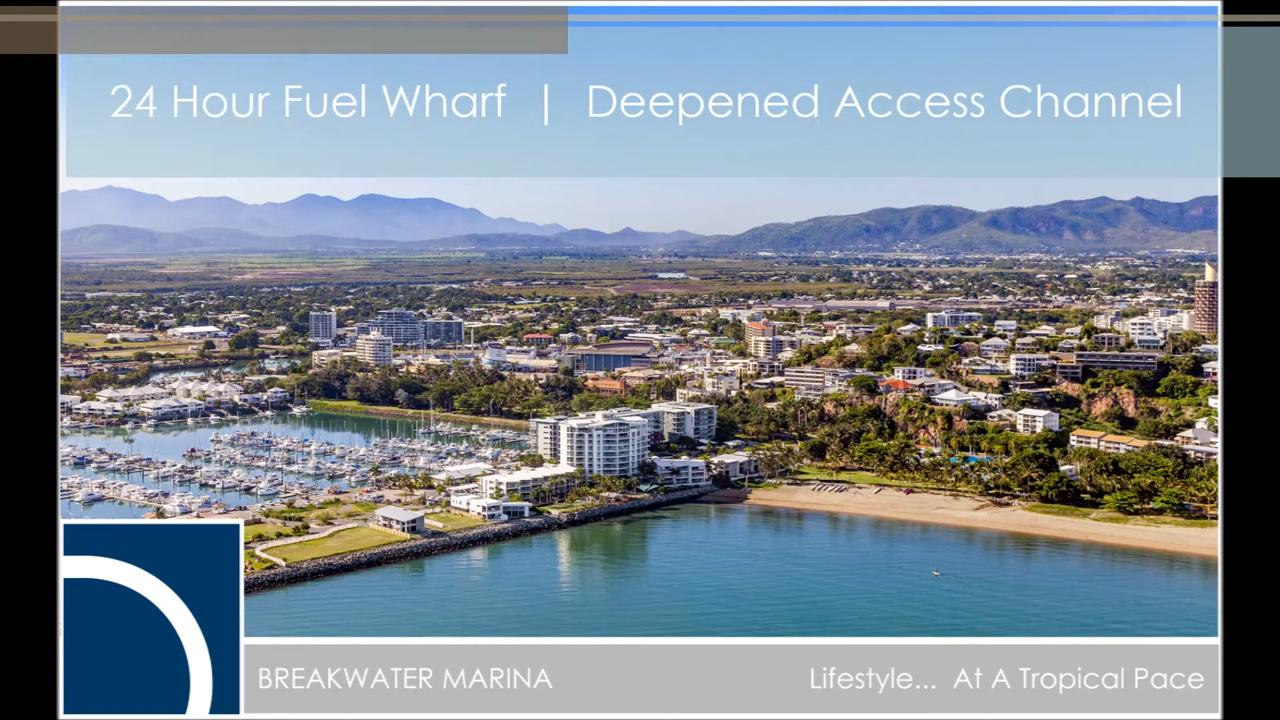 24 Hour Fuel Wharf | Deepened Access Channel
BREAKWATER MARINA
Lifestyle... At A Tropical Pace